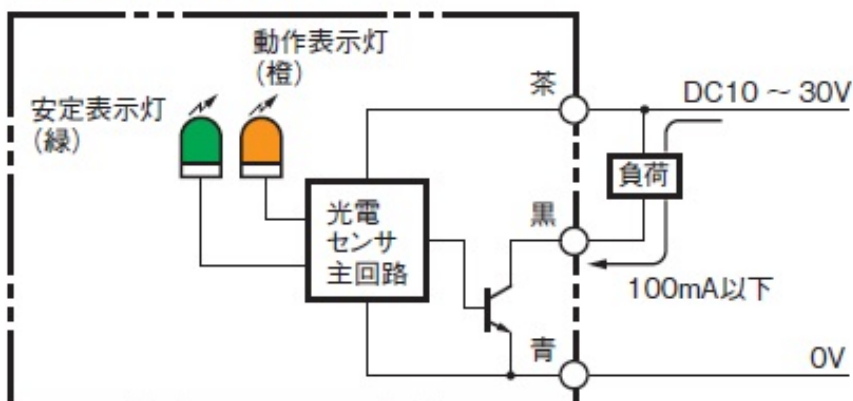 動作表示灯
(橙)
安定表示灯
(緑)
茶
DC10 ～ 30V
負荷
光電
センサ
主回路
黒
100mA以下
青
0V